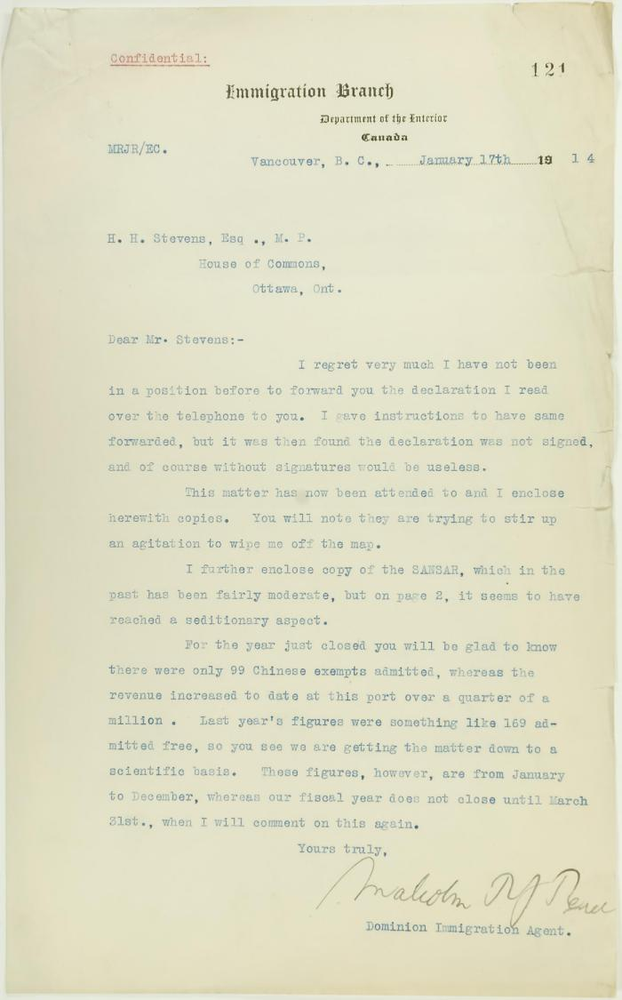 Confidential:
121
Immigration Branch
Department of the Interior
Canada
MRJR/EC.
Vancouver, B. C., January 17th 19 14
H. H. Stevens, Esq ., M. P.
House of Commons,
Ottawa, Ont.
Dear Mr. Stevens:-
I regret very much I have not been
in a position before to forward you the declaration I read
over the telephone to you. I gave instructions to have same
forwarded, but it was then found the declaration was not signed,
and of course without signatures would be useless.
This matter has now been attended to and I enclose
herewith copies. You will note they are trying to stir up
an agitation to wipe me off the map.
I further enclose copy of the SANSAR, which in the
past has been fairly moderate, but on page 2, it seems to have
reached a seditionary aspect.
For the year just closed you will be glad to know
there were only 99 Chinese exempts admitted, whereas the
revenue increased to date at this port over a quarter of a
million . Last year's figures were something like 169 ad-
mitted free, so you see we are getting the matter down to a
scientific basis. These figures, however, are from January
to December, whereas our fiscal year does not close until March
31st., when I will comment on this again.
Yours truly,
Malcolm R J Reid
Dominion Immigration Agent.